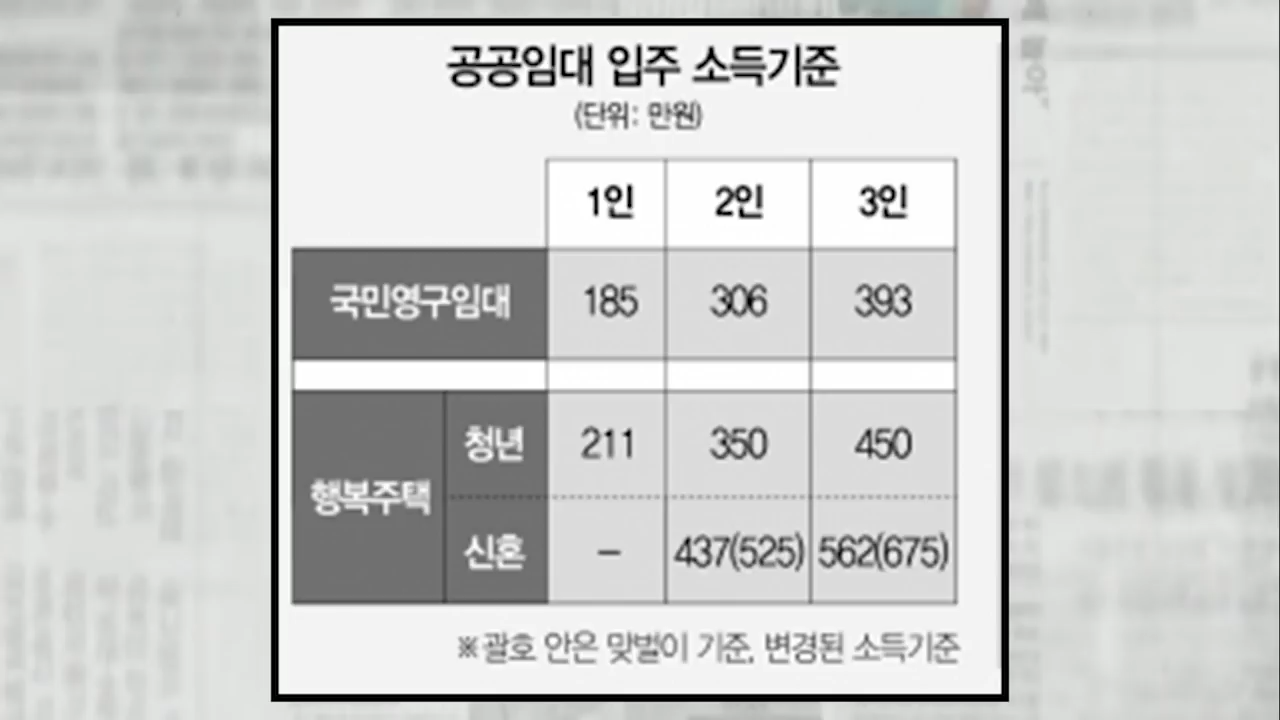 공공임대 입주 소득기준
(단위: 만원)
1인 2인 3인
국민영구임대 185 306 393
행복주택
청년 211 350 450
신혼 – 437(525) 562(675)
※괄호 안은 맞벌이 기준, 변경된 소득기준